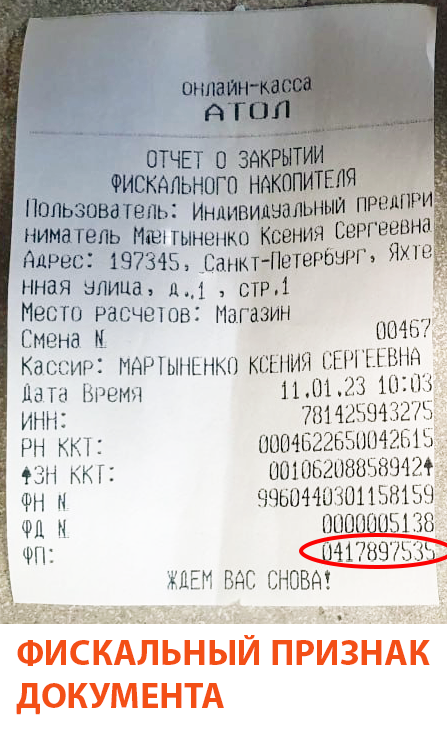 ОНЛАЙН-КАССА
АТОЛ
ОТЧЕТ О ЗАКРЫТИИ
ФИСКАЛЬНОГО НАКОПИТЕЛЯ
Пользователь: Индивидуальный предпри
ниматель Мартыненко Ксения Сергеевна
Адрес: 197345, Санкт-Петербург, Яхте
нная улица, д.1 , стр.1
Место расчетов: Магазин
Смена № 00467
Кассир: МАРТЫНЕНКО КСЕНИЯ СЕРГЕЕВНА
Дата Время 11.01.23 10:03
ИНН: 781425943275
РН ККТ: 0004622650042615
↑ЗН ККТ: 00106208858942↑
ФН № 9960440301158159
ФД № 0000005138
ФП: 0417897535
ЖДЕМ ВАС СНОВА!
ФИСКАЛЬНЫЙ ПРИЗНАК
ДОКУМЕНТА